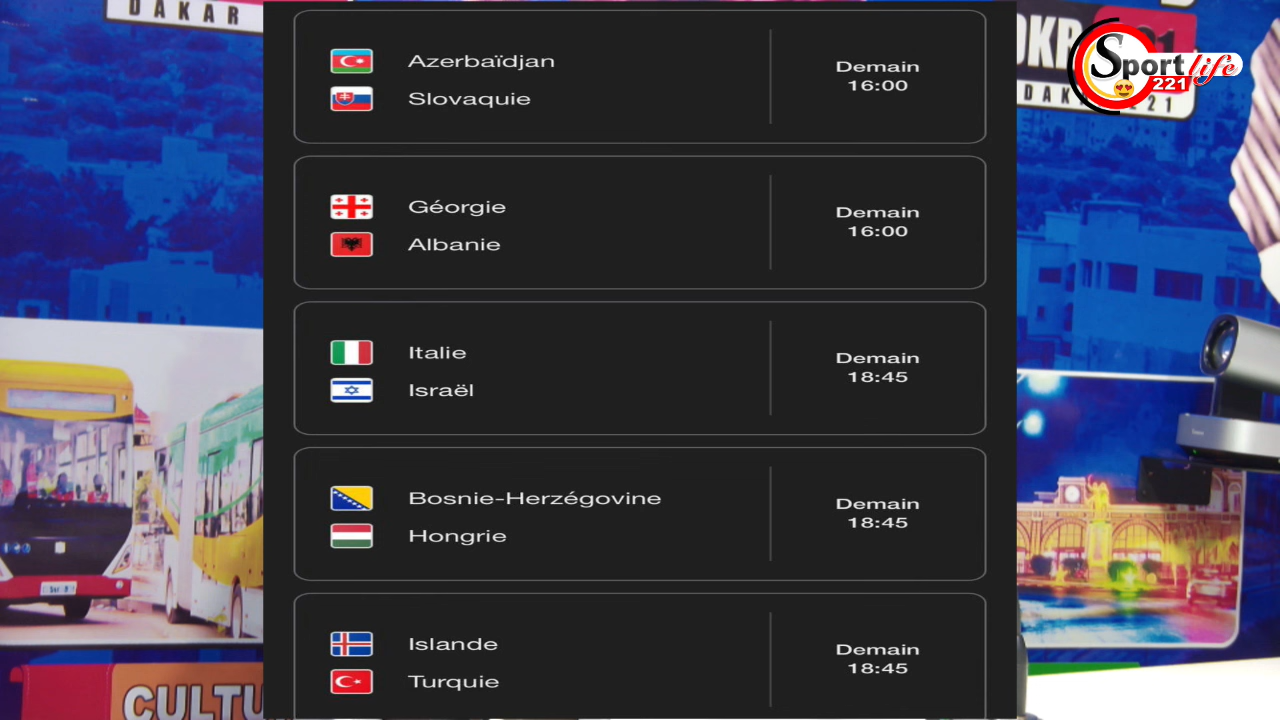 DAKAR
Azerbaïdjan
Slovaquie
Demain
16:00
Géorgie
Albanie
Demain
16:00
Italie
Israël
Demain
18:45
Bosnie-Herzégovine
Hongrie
Demain
18:45
Islande
Turquie
Demain
18:45
Sport life
221
CULTU